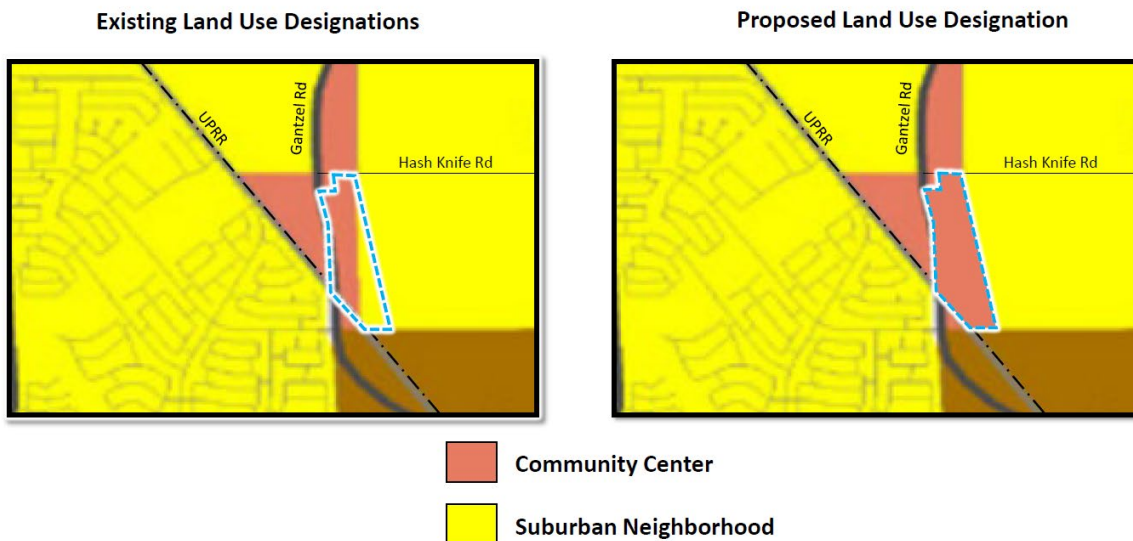 Existing Land Use Designations
Proposed Land Use Designation
UPRR
Gantzel Rd
Hash Knife Rd
UPRR
Gantzel Rd
Hash Knife Rd
Community Center
Suburban Neighborhood